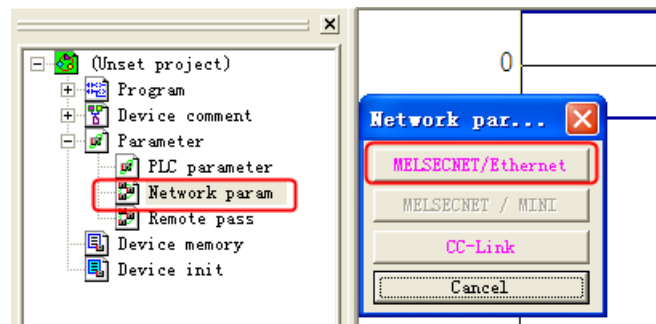 (Unset project)
Program
Device comment
Parameter
PLC parameter
Network param
Remote pass
Device memory
Device init
0
Network par...
MELSECNET/Ethernet
MELSECNET / MINI
CC-Link
Cancel